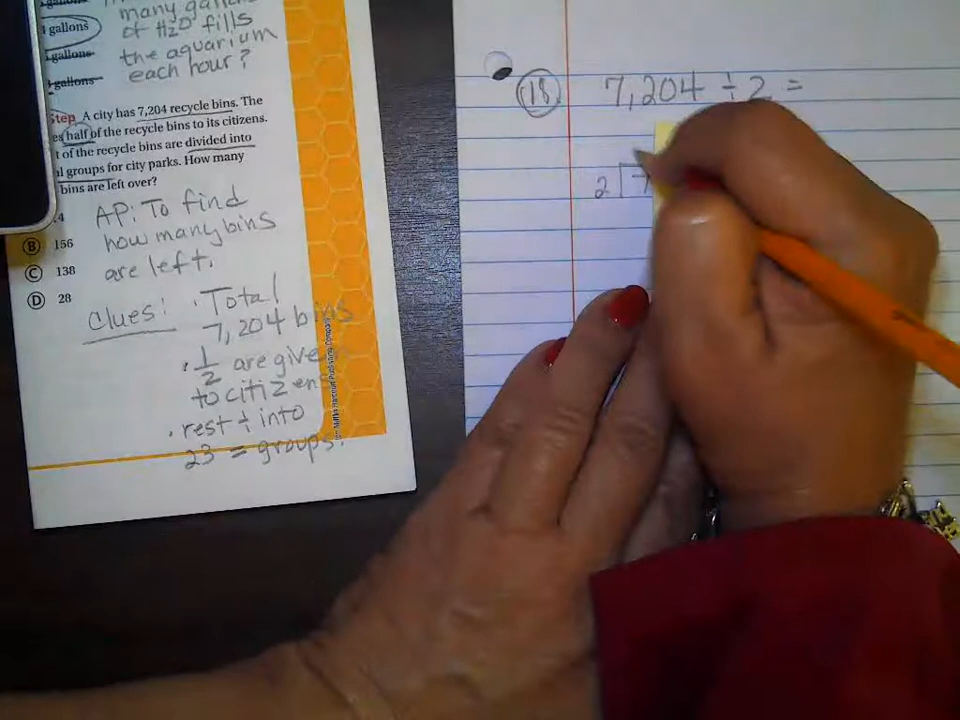 many
gallons
of H2O fills
gallons
the aquarium
gallons
each hour?
Step A city has 7,204 recycle bins. The
half of the recycle bins to its citizens.
t of the recycle bins are divided into
l groups for city parks. How many
bins are left over?
4
B 156
C 138
D 28
AP: To find
how many bins
are left.
Clues: · Total
7,204 bins
· 1/2 are given
to citizens
· rest ÷ into
23 = groups.
18 7,204 ÷ 2 =
2 7